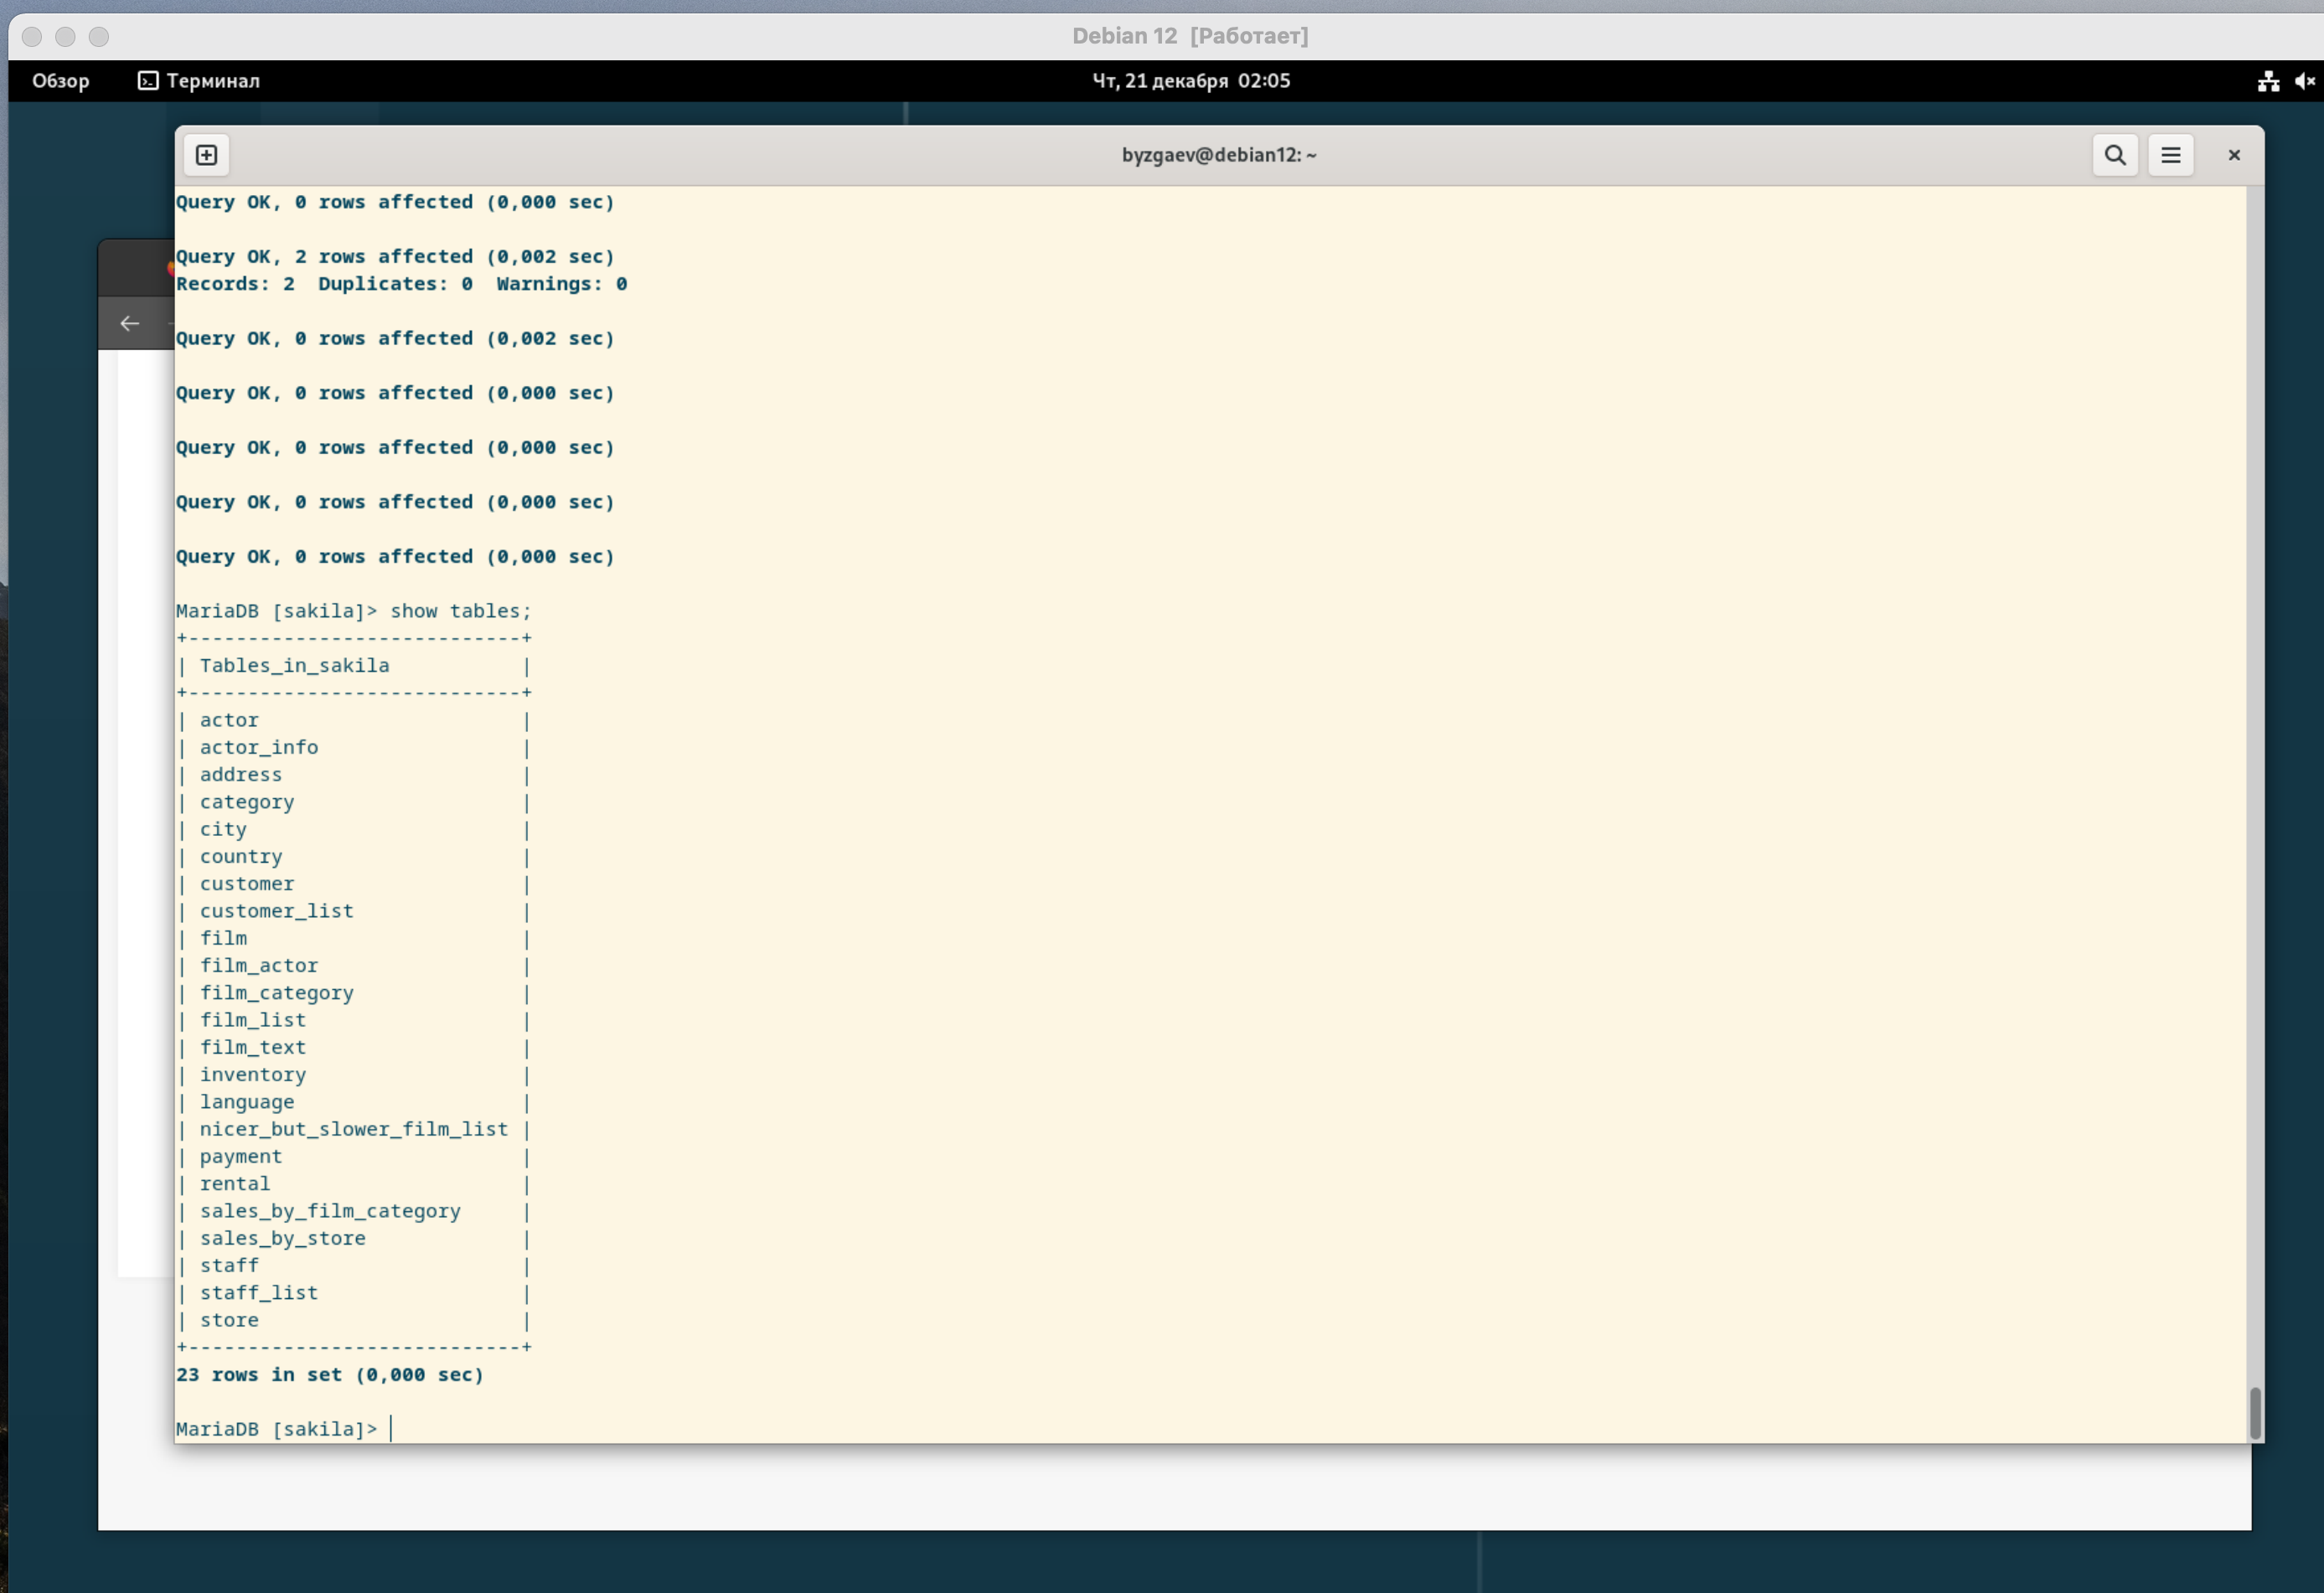 Debian 12 [Работает]
Обзор Терминал Чт, 21 декабря 02:05
byzgaev@debian12: ~
Query OK, 0 rows affected (0,000 sec)
Query OK, 2 rows affected (0,002 sec)
Records: 2  Duplicates: 0  Warnings: 0
Query OK, 0 rows affected (0,002 sec)
Query OK, 0 rows affected (0,000 sec)
Query OK, 0 rows affected (0,000 sec)
Query OK, 0 rows affected (0,000 sec)
Query OK, 0 rows affected (0,000 sec)
MariaDB [sakila]> show tables;
+----------------------------+
| Tables_in_sakila           |
+----------------------------+
| actor                      |
| actor_info                 |
| address                    |
| category                   |
| city                       |
| country                    |
| customer                   |
| customer_list              |
| film                       |
| film_actor                 |
| film_category              |
| film_list                  |
| film_text                  |
| inventory                  |
| language                   |
| nicer_but_slower_film_list |
| payment                    |
| rental                     |
| sales_by_film_category     |
| sales_by_store             |
| staff                      |
| staff_list                 |
| store                      |
+----------------------------+
23 rows in set (0,000 sec)
MariaDB [sakila]>